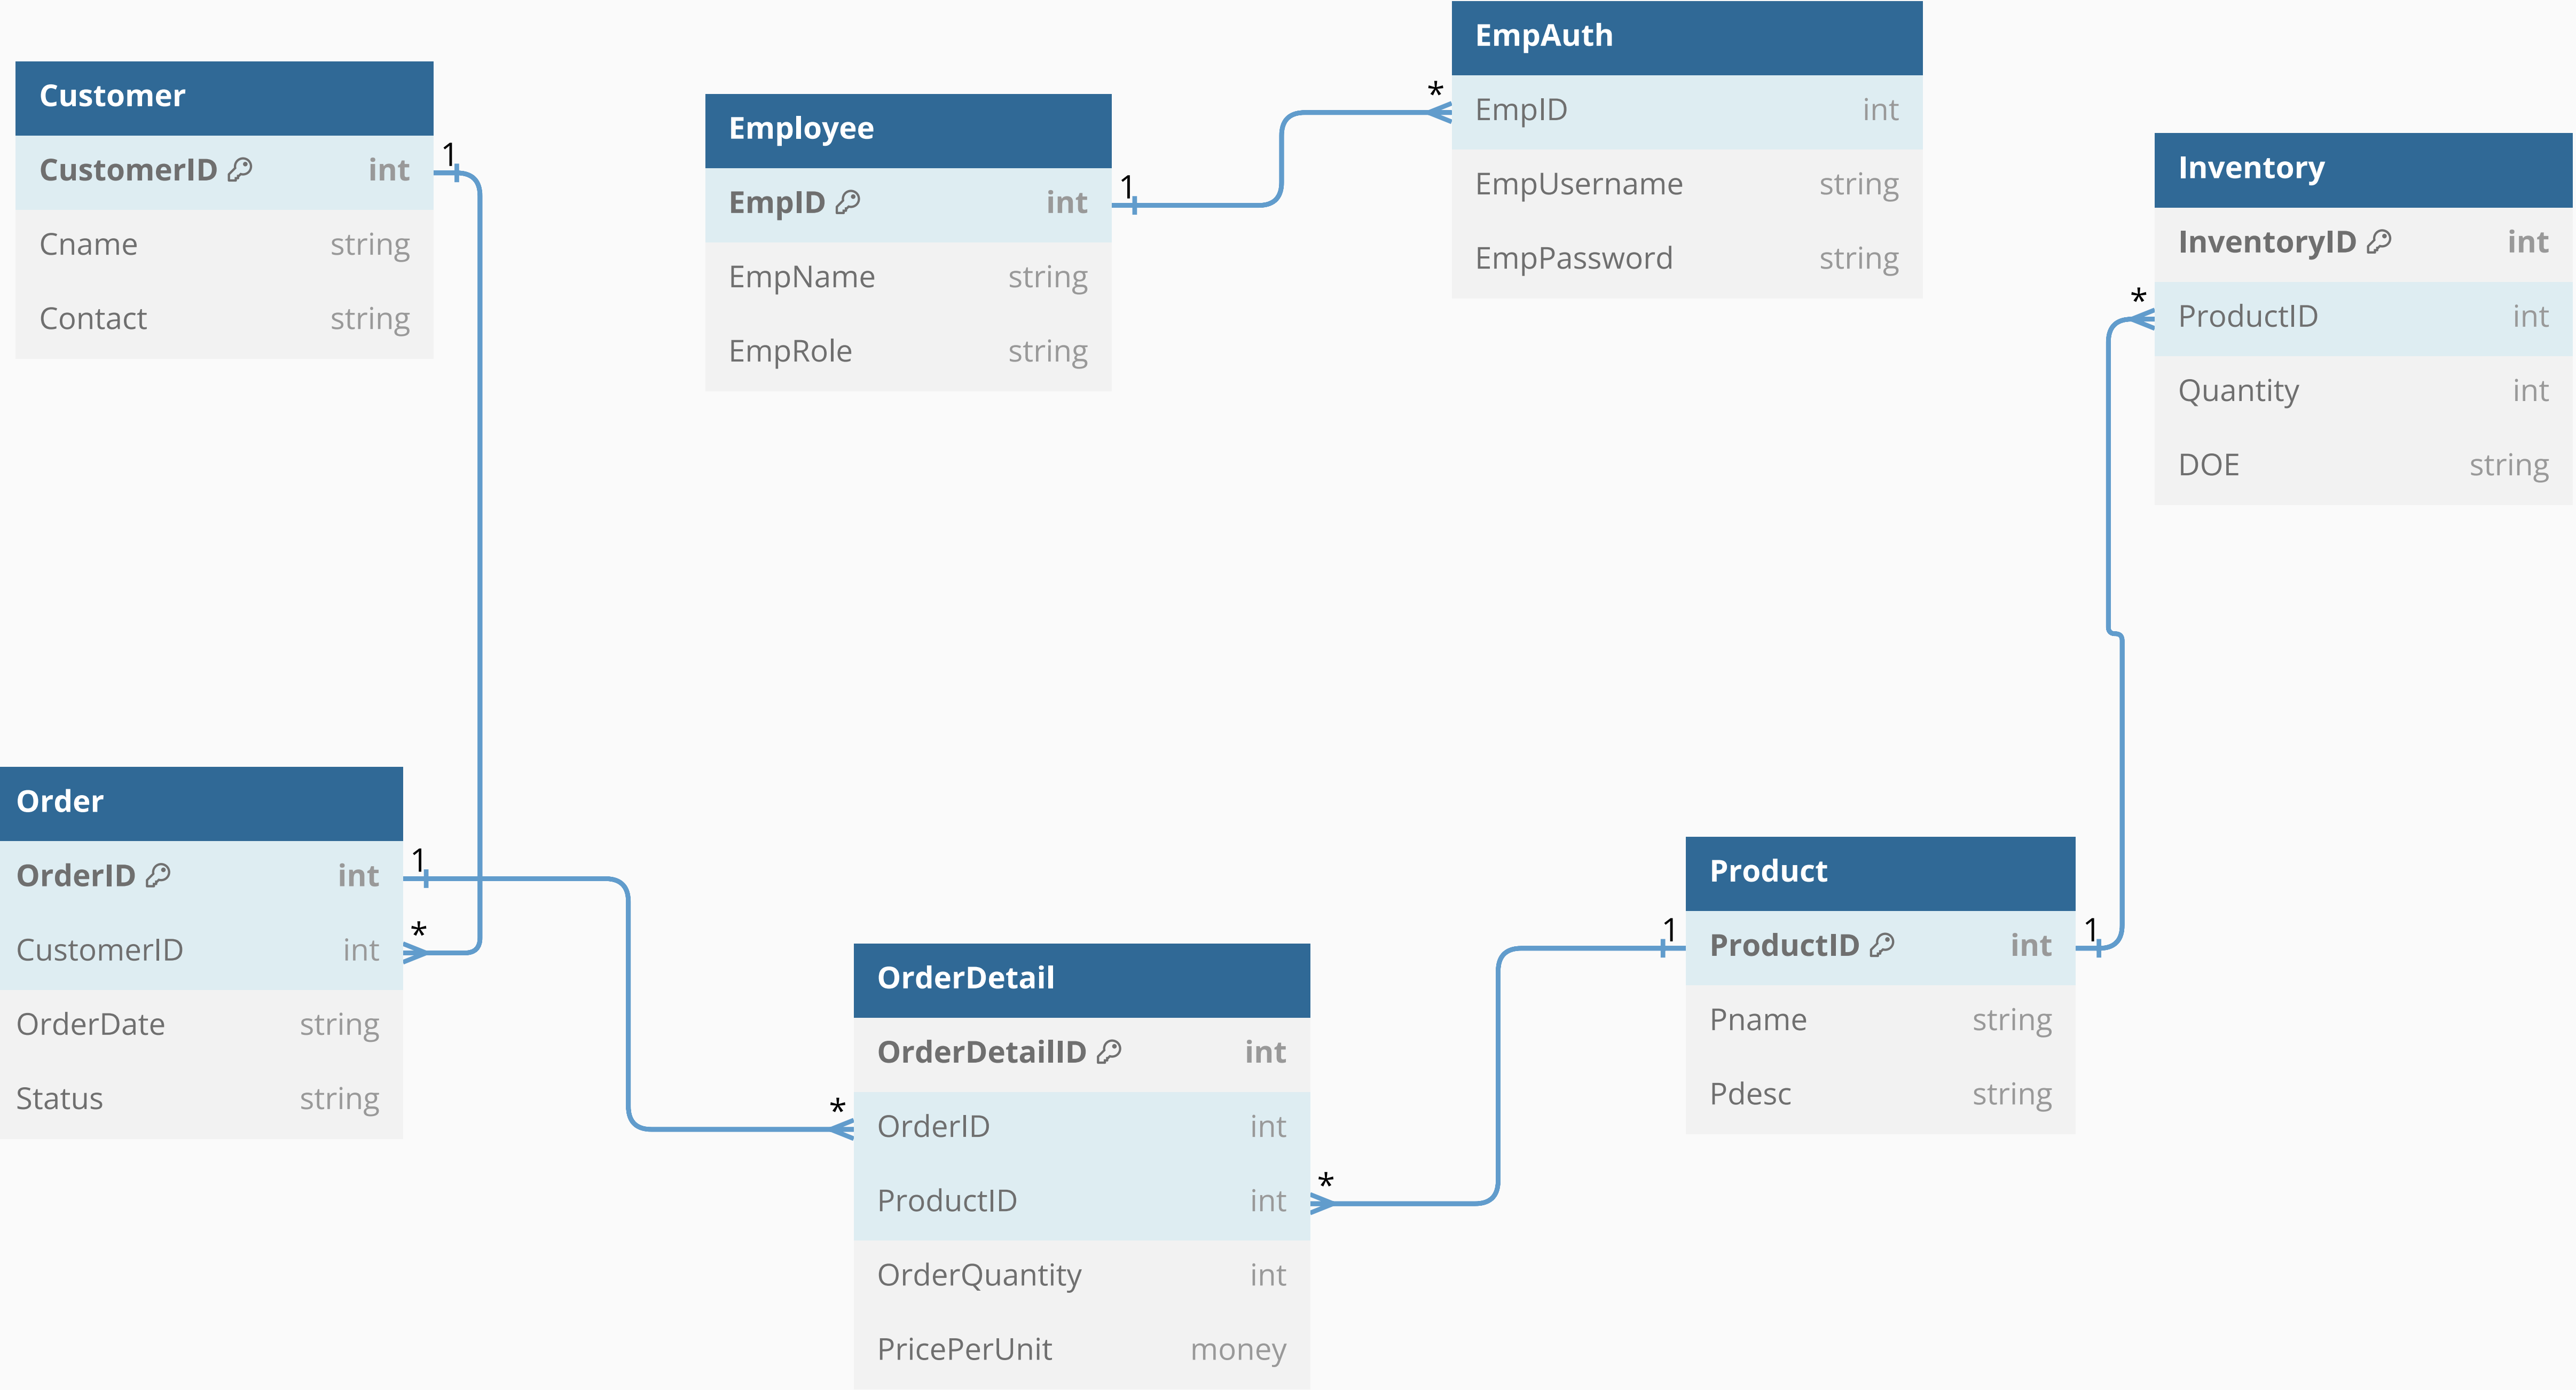 Customer
CustomerID int
Cname string
Contact string
1
Employee
EmpID int
EmpName string
EmpRole string
1
*
EmpAuth
EmpID int
EmpUsername string
EmpPassword string
Inventory
InventoryID int
ProductID int
Quantity int
DOE string
*
Order
OrderID int
CustomerID int
OrderDate string
Status string
1
*
OrderDetail
OrderDetailID int
OrderID int
ProductID int
OrderQuantity int
PricePerUnit money
*
*
Product
ProductID int
Pname string
Pdesc string
1
1